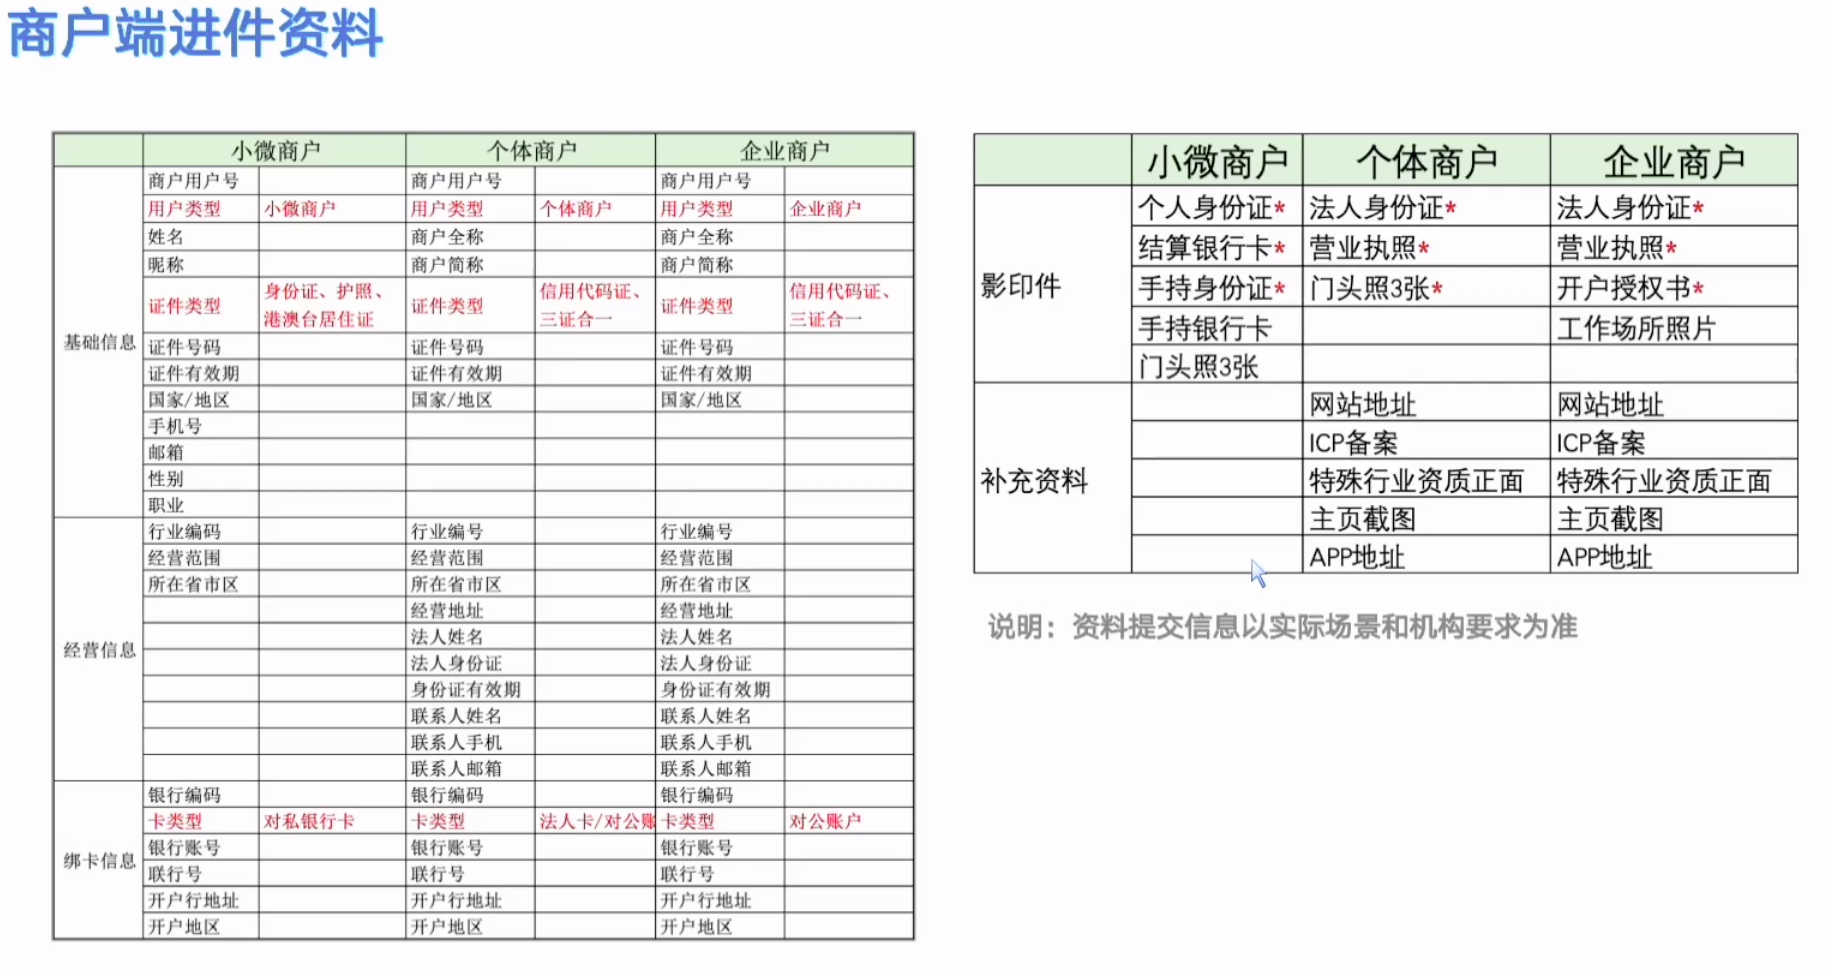 商户端进件资料
小微商户 个体商户 企业商户
基础信息
商户用户号 商户用户号 商户用户号
用户类型 小微商户 用户类型 个体商户 用户类型 企业商户
姓名 商户全称 商户全称
昵称 商户简称 商户简称
证件类型 身份证、护照、港澳台居住证 证件类型 信用代码证、三证合一 证件类型 信用代码证、三证合一
证件号码 证件号码 证件号码
证件有效期 证件有效期 证件有效期
国家/地区 国家/地区 国家/地区
手机号
邮箱
性别
职业
经营信息
行业编码 行业编号 行业编号
经营范围 经营范围 经营范围
所在省市区 所在省市区 所在省市区
经营地址 经营地址
法人姓名 法人姓名
法人身份证 法人身份证
身份证有效期 身份证有效期
联系人姓名 联系人姓名
联系人手机 联系人手机
联系人邮箱 联系人邮箱
绑卡信息
银行编码 银行编码 银行编码
卡类型 对私银行卡 卡类型 法人卡/对公账 卡类型 对公账户
银行账号 银行账号 银行账号
联行号 联行号 联行号
开户行地址 开户行地址 开户行地址
开户地区 开户地区 开户地区
小微商户 个体商户 企业商户
影印件
个人身份证* 法人身份证* 法人身份证*
结算银行卡* 营业执照* 营业执照*
手持身份证* 门头照3张* 开户授权书*
手持银行卡 工作场所照片
门头照3张
补充资料
网站地址 网站地址
ICP备案 ICP备案
特殊行业资质正面 特殊行业资质正面
主页截图 主页截图
APP地址 APP地址
说明：资料提交信息以实际场景和机构要求为准